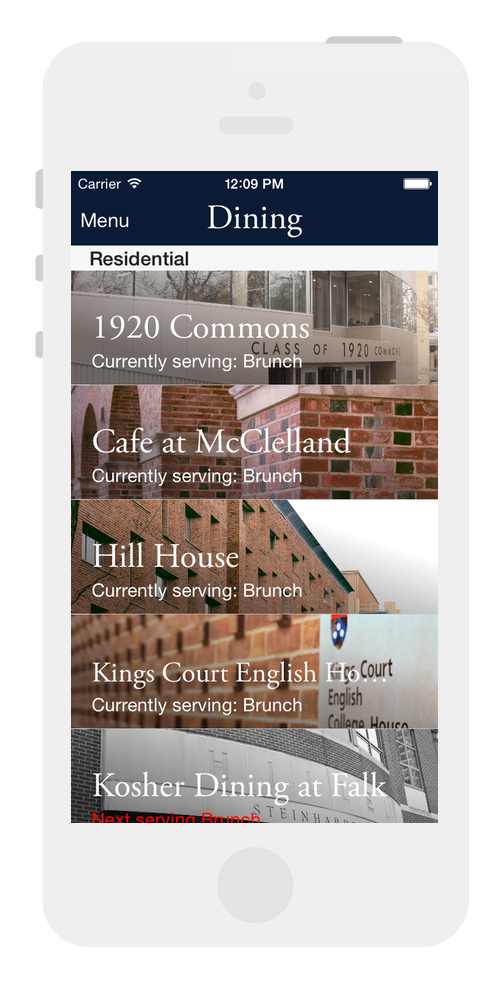 Carrier 12:09 PM
Menu Dining
Residential
1920 Commons
CLASS OF 1920 COMMONS
Currently serving: Brunch
Cafe at McClelland
Currently serving: Brunch
Hill House
Currently serving: Brunch
Kings Court English Ho...
Kings Court
English
College House
Currently serving: Brunch
HILLE
Kosher Dining at Falk
STEINHAR
Next serving Brunch